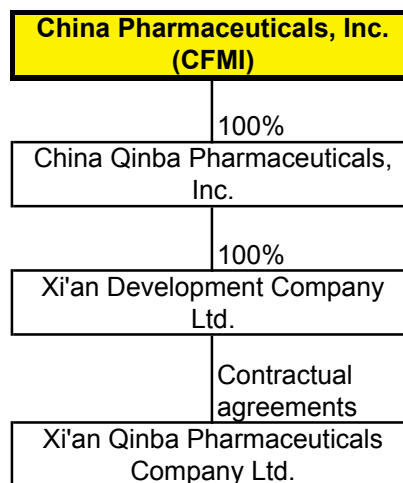 China Pharmaceuticals, Inc.
(CFMI)
100%
China Qinba Pharmaceuticals,
Inc.
100%
Xi'an Development Company
Ltd.
Contractual
agreements
Xi'an Qinba Pharmaceuticals
Company Ltd.